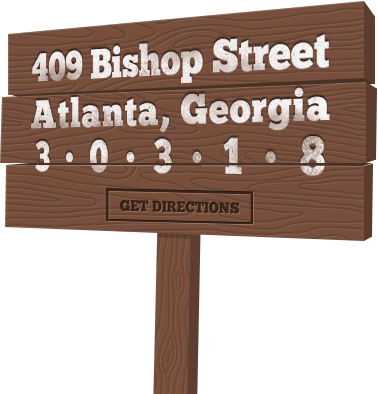 409 Bishop Street
Atlanta, Georgia
3 · 0 · 3 · 1 · 8
GET DIRECTIONS